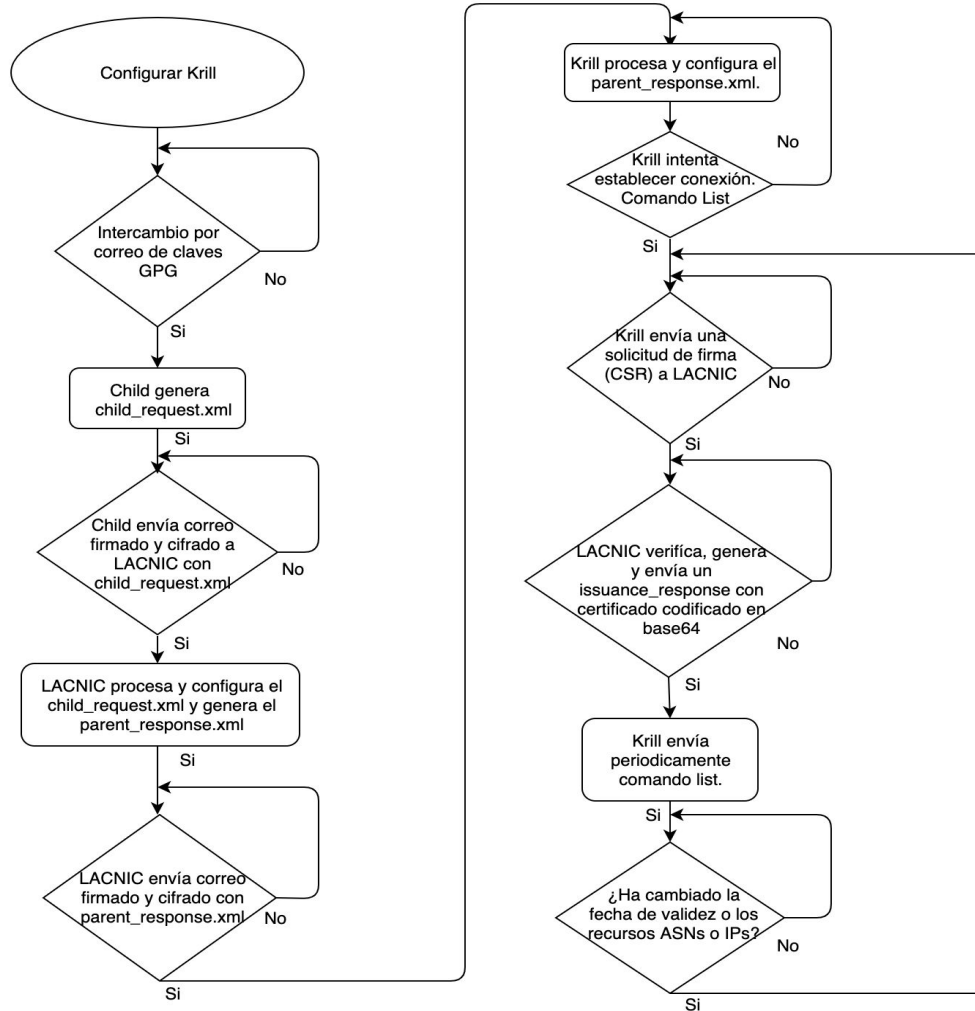 Configurar Krill
Intercambio por
correo de claves
GPG
No
Si
Child genera
child_request.xml
Si
Child envía correo
firmado y cifrado a
LACNIC con
child_request.xml
No
Si
LACNIC procesa y configura el
child_request.xml y genera el
parent_response.xml
Si
LACNIC envía correo
firmado y cifrado con
parent_response.xml
No
Si
Krill procesa y configura el
parent_response.xml.
No
Krill intenta
establecer conexión.
Comando List
Si
Krill envía una
solicitud de firma
(CSR) a LACNIC
No
Si
LACNIC verifíca, genera
y envía un
issuance_response con
certificado codificado en
base64
No
Si
Krill envía
periodicamente
comando list.
Si
¿Ha cambiado la
fecha de validez o los
recursos ASNs o IPs?
No
Si